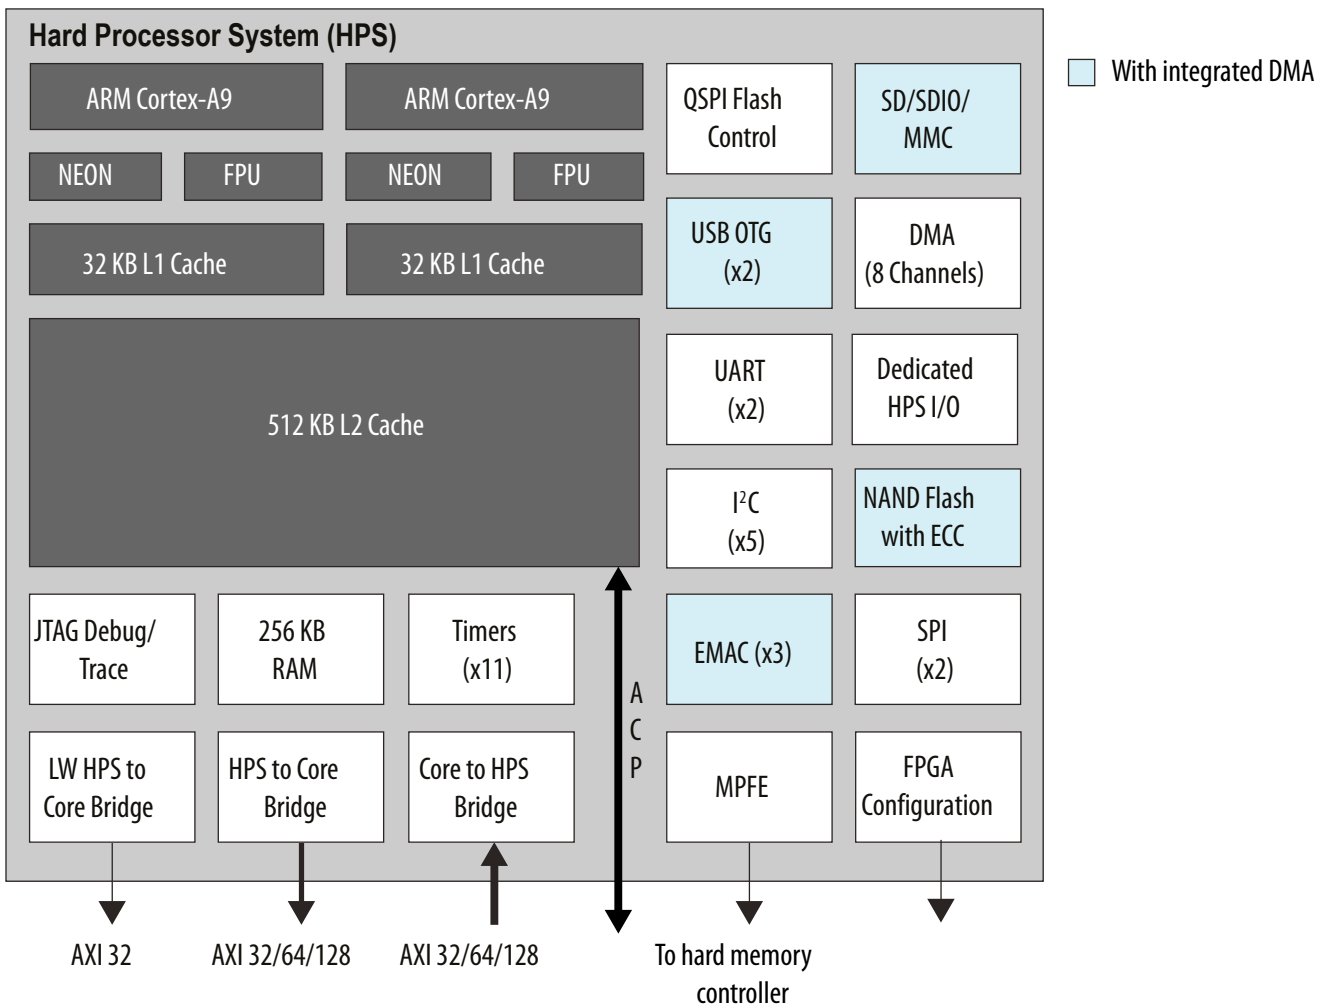 Hard Processor System (HPS)
With integrated DMA
ARM Cortex-A9
ARM Cortex-A9
NEON
FPU
NEON
FPU
32 KB L1 Cache
32 KB L1 Cache
512 KB L2 Cache
QSPI Flash
Control
SD/SDIO/
MMC
USB OTG
(x2)
DMA
(8 Channels)
UART
(x2)
Dedicated
HPS I/O
I²C
(x5)
NAND Flash
with ECC
JTAG Debug/
Trace
256 KB
RAM
Timers
(x11)
A
C
P
EMAC (x3)
SPI
(x2)
LW HPS to
Core Bridge
HPS to Core
Bridge
Core to HPS
Bridge
MPFE
FPGA
Configuration
AXI 32
AXI 32/64/128
AXI 32/64/128
To hard memory
controller